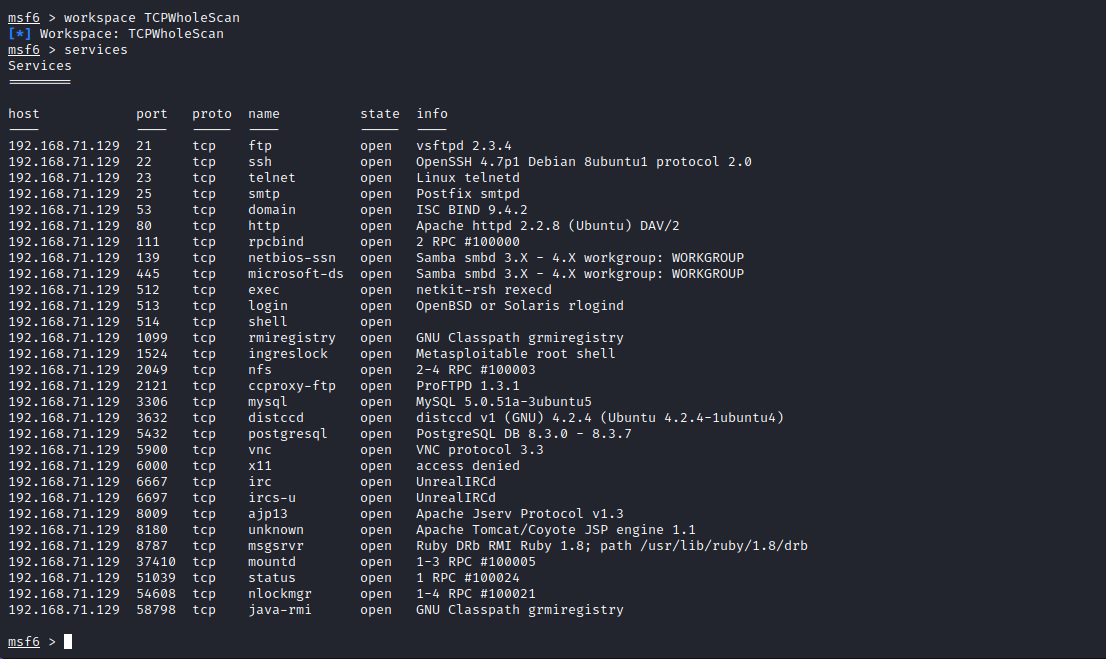 msf6 > workspace TCPWholeScan
[*] Workspace: TCPWholeScan
msf6 > services
Services
========
host port proto name state info
---- ---- ----- ---- ----- ----
192.168.71.129 21 tcp ftp open vsftpd 2.3.4
192.168.71.129 22 tcp ssh open OpenSSH 4.7p1 Debian 8ubuntu1 protocol 2.0
192.168.71.129 23 tcp telnet open Linux telnetd
192.168.71.129 25 tcp smtp open Postfix smtpd
192.168.71.129 53 tcp domain open ISC BIND 9.4.2
192.168.71.129 80 tcp http open Apache httpd 2.2.8 (Ubuntu) DAV/2
192.168.71.129 111 tcp rpcbind open 2 RPC #100000
192.168.71.129 139 tcp netbios-ssn open Samba smbd 3.X - 4.X workgroup: WORKGROUP
192.168.71.129 445 tcp microsoft-ds open Samba smbd 3.X - 4.X workgroup: WORKGROUP
192.168.71.129 512 tcp exec open netkit-rsh rexecd
192.168.71.129 513 tcp login open OpenBSD or Solaris rlogind
192.168.71.129 514 tcp shell open
192.168.71.129 1099 tcp rmiregistry open GNU Classpath grmiregistry
192.168.71.129 1524 tcp ingreslock open Metasploitable root shell
192.168.71.129 2049 tcp nfs open 2-4 RPC #100003
192.168.71.129 2121 tcp ccproxy-ftp open ProFTPD 1.3.1
192.168.71.129 3306 tcp mysql open MySQL 5.0.51a-3ubuntu5
192.168.71.129 3632 tcp distccd open distccd v1 (GNU) 4.2.4 (Ubuntu 4.2.4-1ubuntu4)
192.168.71.129 5432 tcp postgresql open PostgreSQL DB 8.3.0 - 8.3.7
192.168.71.129 5900 tcp vnc open VNC protocol 3.3
192.168.71.129 6000 tcp x11 open access denied
192.168.71.129 6667 tcp irc open UnrealIRCd
192.168.71.129 6697 tcp ircs-u open UnrealIRCd
192.168.71.129 8009 tcp ajp13 open Apache Jserv Protocol v1.3
192.168.71.129 8180 tcp unknown open Apache Tomcat/Coyote JSP engine 1.1
192.168.71.129 8787 tcp msgsrvr open Ruby DRb RMI Ruby 1.8; path /usr/lib/ruby/1.8/drb
192.168.71.129 37410 tcp mountd open 1-3 RPC #100005
192.168.71.129 51039 tcp status open 1 RPC #100024
192.168.71.129 54608 tcp nlockmgr open 1-4 RPC #100021
192.168.71.129 58798 tcp java-rmi open GNU Classpath grmiregistry
msf6 >